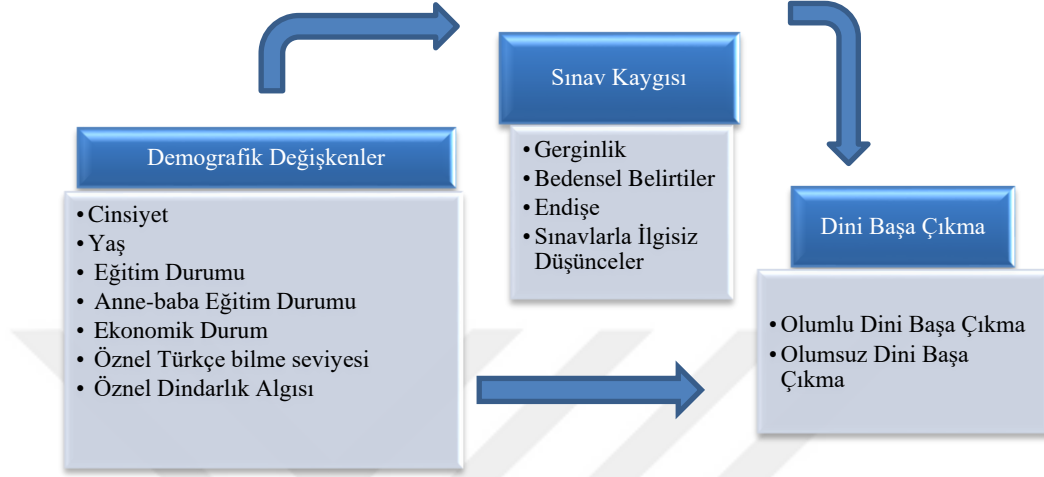 Demografik Değişkenler
• Cinsiyet
• Yaş
• Eğitim Durumu
• Anne-baba Eğitim Durumu
• Ekonomik Durum
• Öznel Türkçe bilme seviyesi
• Öznel Dindarlık Algısı
Sınav Kaygısı
• Gerginlik
• Bedensel Belirtiler
• Endişe
• Sınavlarla İlgisiz
Düşünceler
Dini Başa Çıkma
• Olumlu Dini Başa Çıkma
• Olumsuz Dini Başa
Çıkma